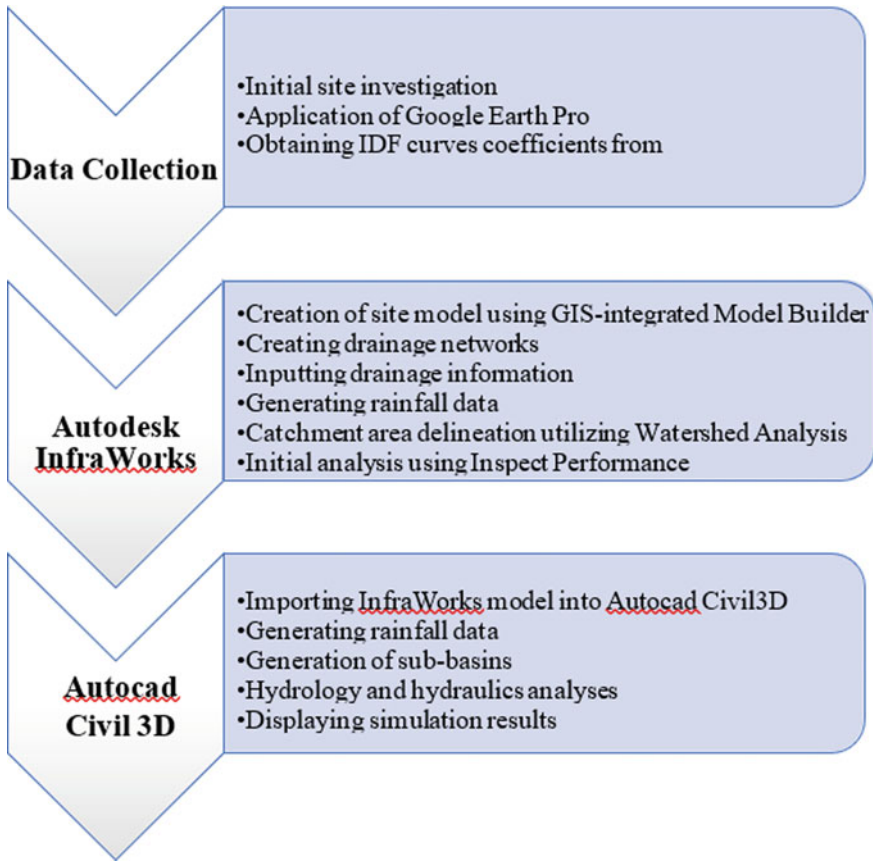 Data Collection
•Initial site investigation
•Application of Google Earth Pro
•Obtaining IDF curves coefficients from
Autodesk
InfraWorks
•Creation of site model using GIS-integrated Model Builder
•Creating drainage networks
•Inputting drainage information
•Generating rainfall data
•Catchment area delineation utilizing Watershed Analysis
•Initial analysis using Inspect Performance
Autocad
Civil 3D
•Importing InfraWorks model into Autocad Civil3D
•Generating rainfall data
•Generation of sub-basins
•Hydrology and hydraulics analyses
•Displaying simulation results